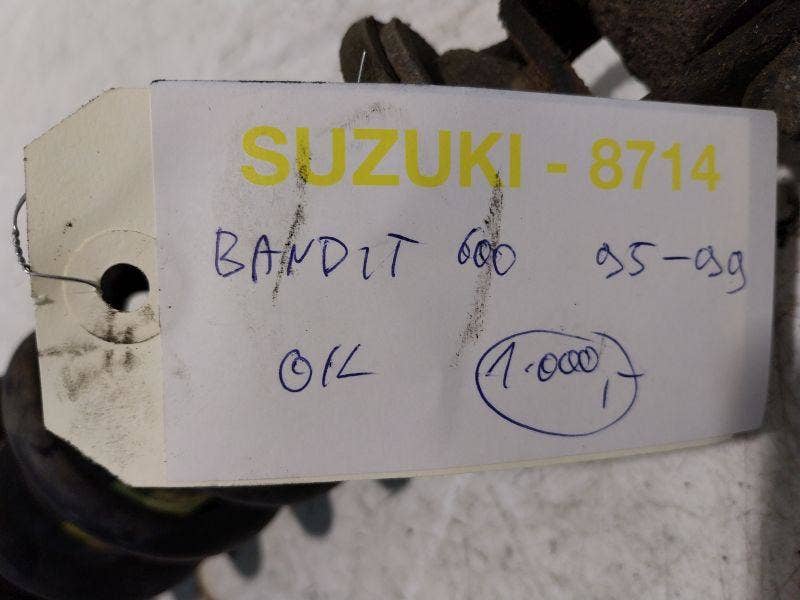 SUZUKI - 8714
BANDIT 600 95-99
OIL 1.000,-